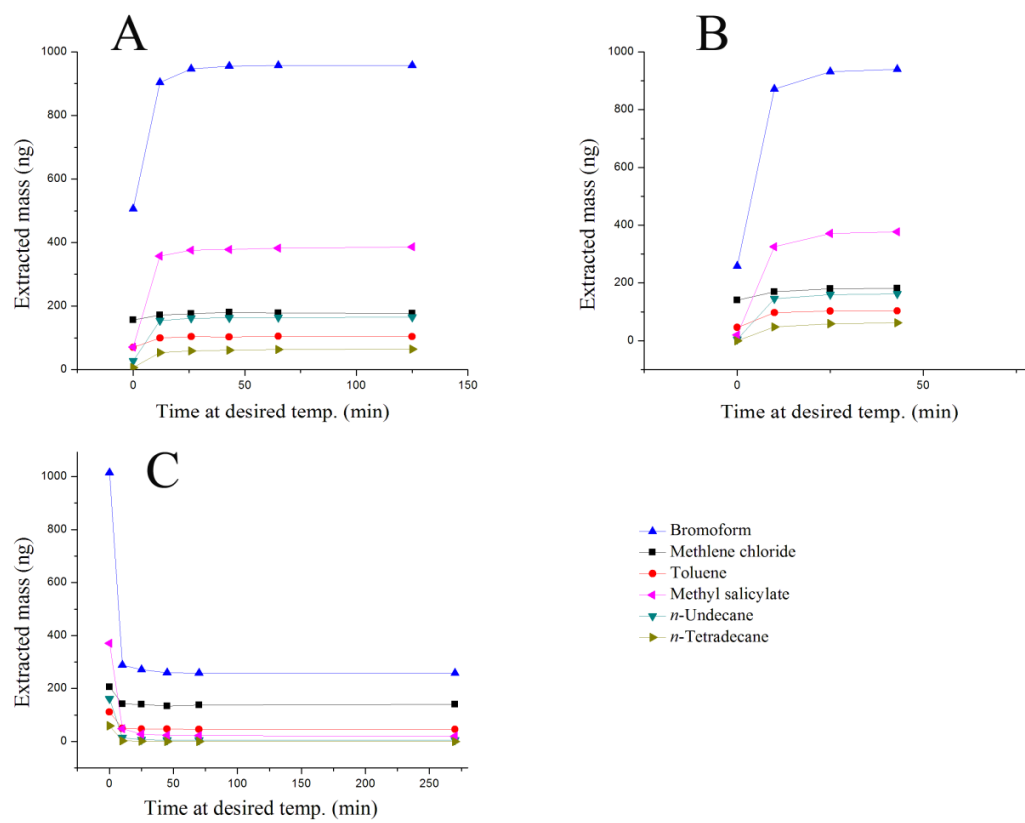 A
Extracted mass (ng)
1000
800
600
400
200
0
0
50
100
150
Time at desired temp. (min)
B
Extracted mass (ng)
1000
800
600
400
200
0
0
50
Time at desired temp. (min)
C
Extracted mass (ng)
1000
800
600
400
200
0
0
50
100
150
200
250
Time at desired temp. (min)
Bromoform
Methlene chloride
Toluene
Methyl salicylate
n-Undecane
n-Tetradecane